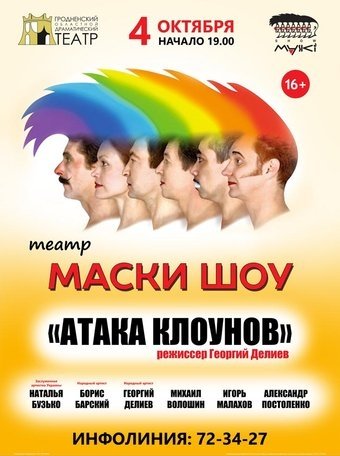 ГРОДНЕНСКИЙ
ОБЛАСТНОЙ
ДРАМАТИЧЕСКИЙ
ТЕАТР
4 ОКТЯБРЯ
НАЧАЛО 19.00
МАСКИ
16+
театр
МАСКИ ШОУ
«АТАКА КЛОУНОВ»
режиссер Георгий Делиев
Заслуженная артистка Украины
НАТАЛЬЯ БУЗЬКО
Народный артист
БОРИС БАРСКИЙ
Народный артист
ГЕОРГИЙ ДЕЛИЕВ
МИХАИЛ ВОЛОШИН
ИГОРЬ МАЛАХОВ
АЛЕКСАНДР ПОСТОЛЕНКО
ИНФОЛИНИЯ: 72-34-27